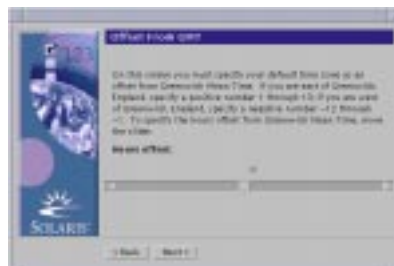 Offset From GMT
On this screen you must specify your default time zone as an
offset from Greenwich Mean Time. If you are east of Greenwich,
England, specify a positive number 1 through 13; if you are west
of Greenwich, England, specify a negative number -12 through
-1. To specify the hours offset from Greenwich Mean Time, move
the slider.
Hours offset:
SOLARIS
< Back
Next >